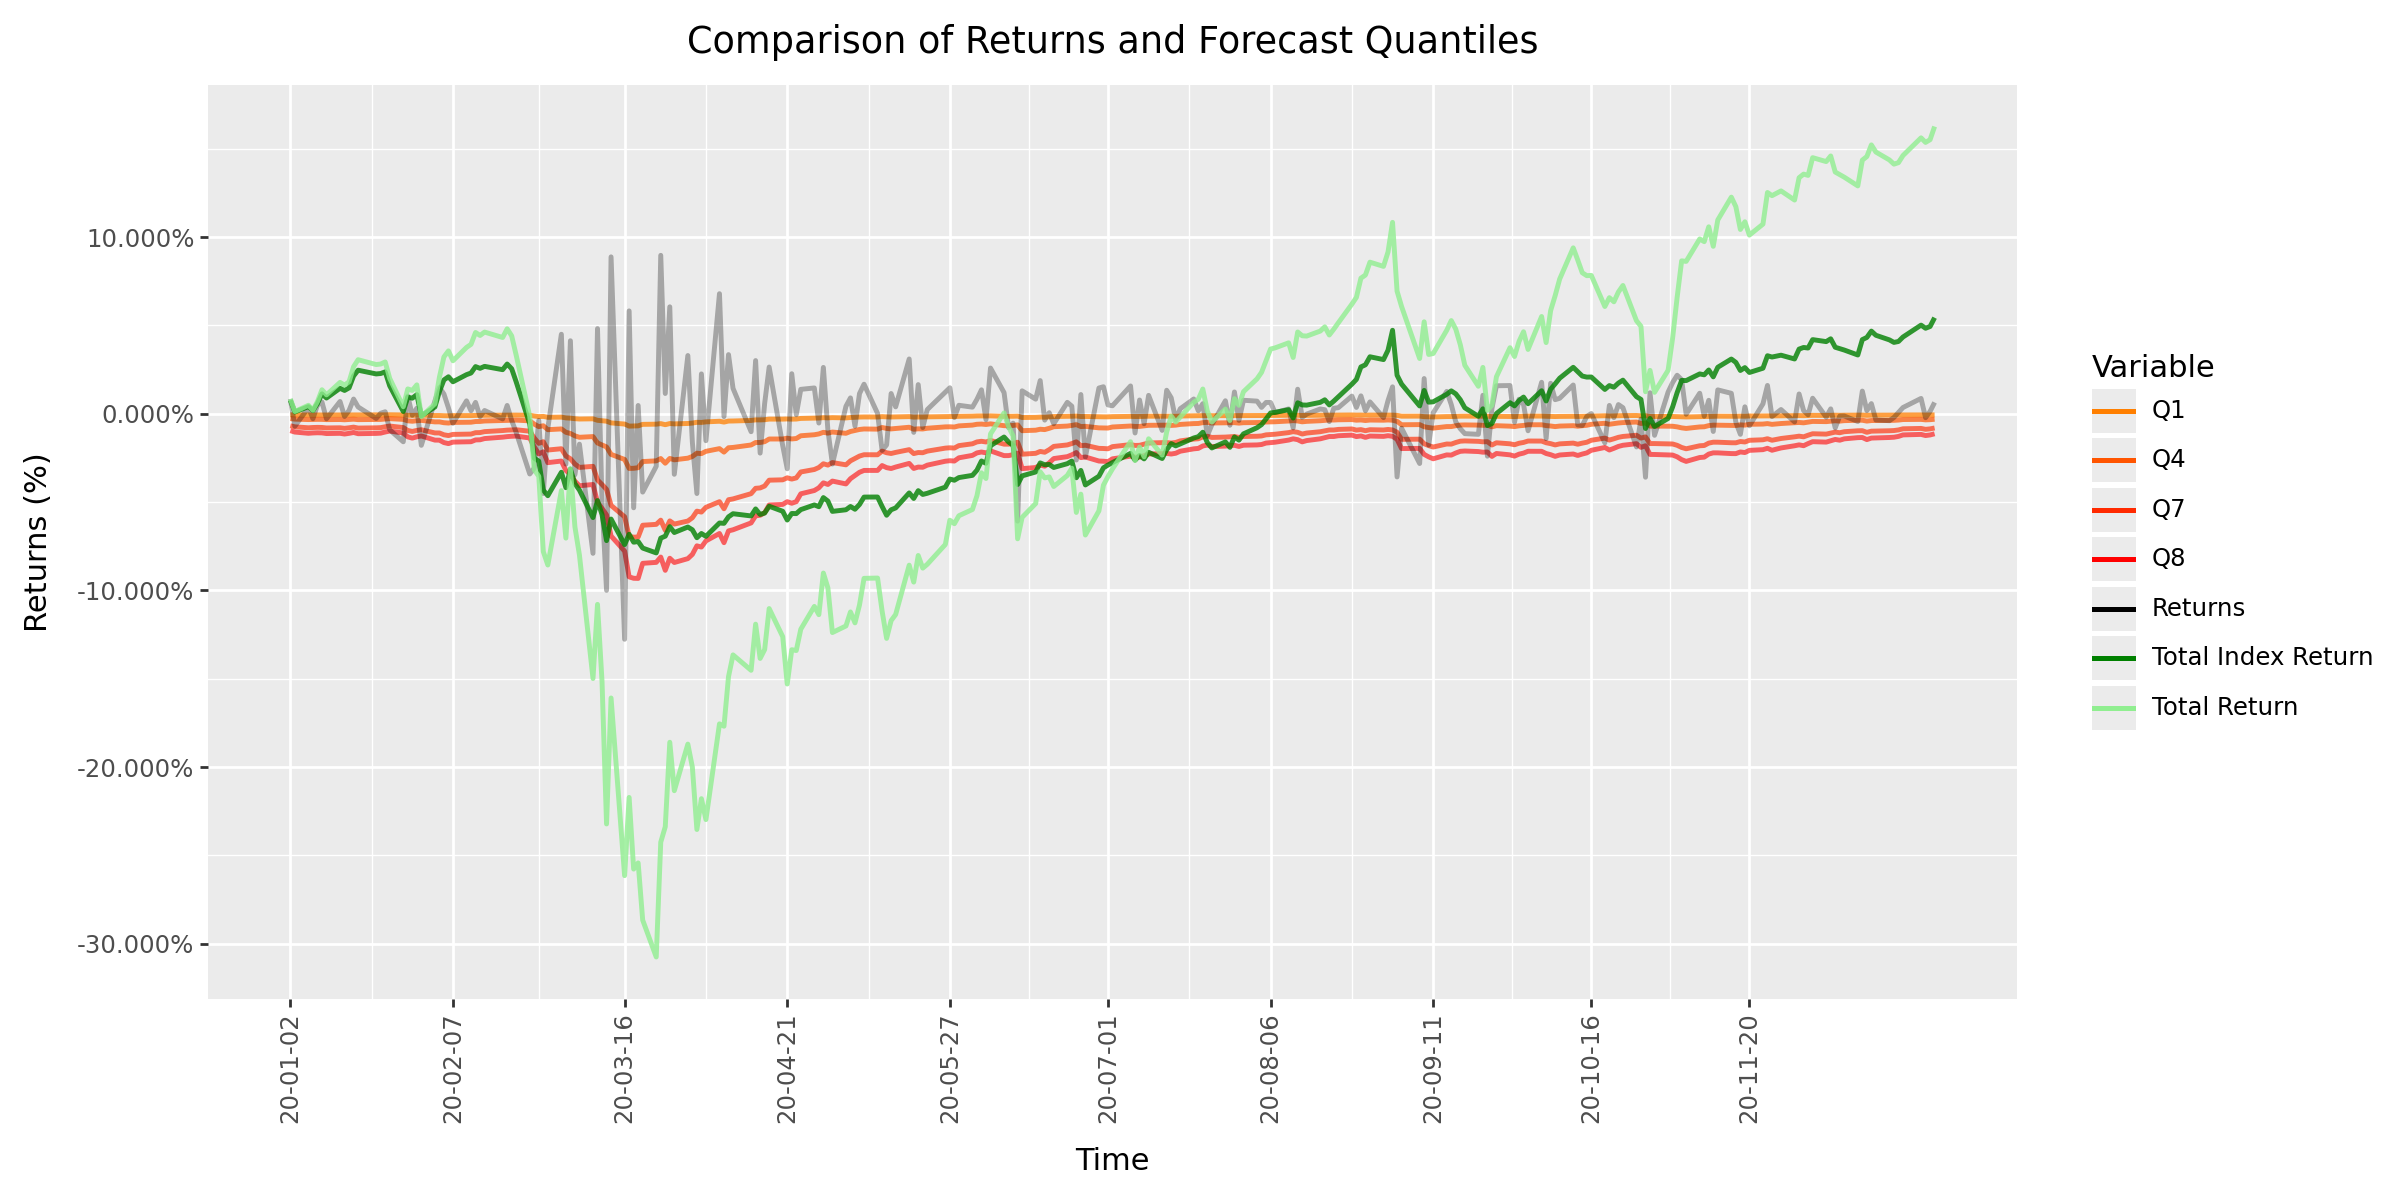 Comparison of Returns and Forecast Quantiles
Returns (%)
10.000%
0.000%
-10.000%
-20.000%
-30.000%
20-01-02
20-02-07
20-03-16
20-04-21
20-05-27
20-07-01
20-08-06
20-09-11
20-10-16
20-11-20
Time
Variable
Q1
Q4
Q7
Q8
Returns
Total Index Return
Total Return